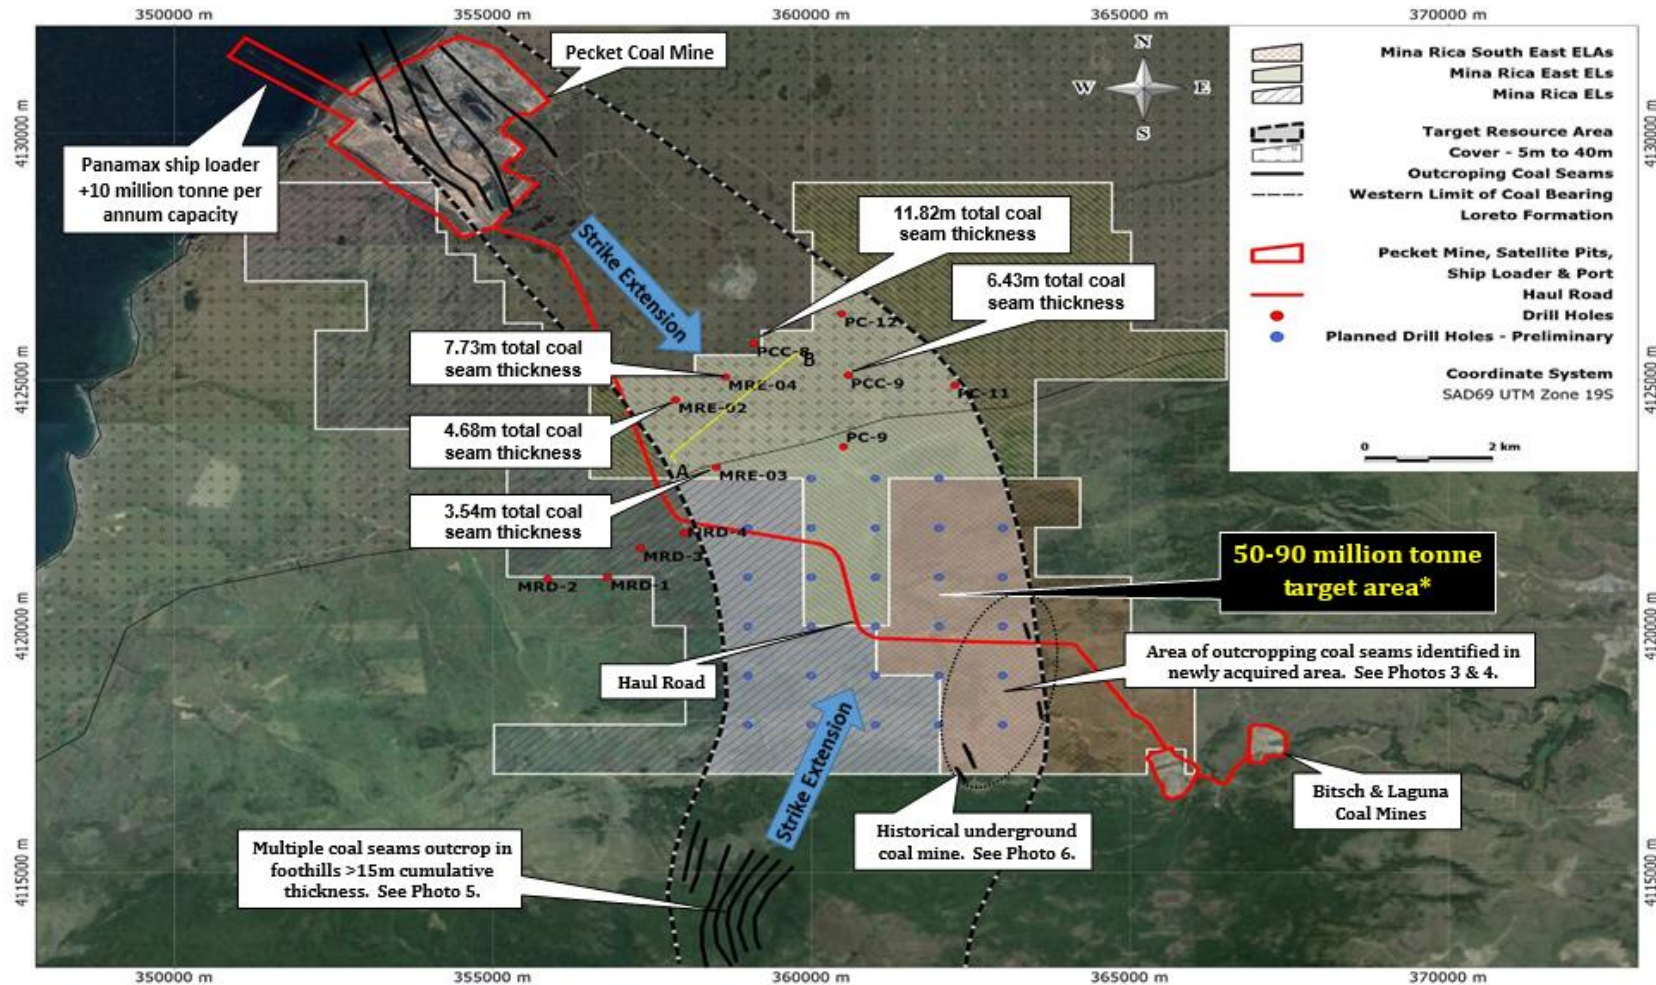 350000 m
355000 m
360000 m
365000 m
370000 m
4130000 m
4125000 m
4120000 m
4115000 m
Pecket Coal Mine
Panamax ship loader
+10 million tonne per
annum capacity
N
W
E
S
Mina Rica South East ELAs
Mina Rica East ELs
Mina Rica ELs
Target Resource Area
Cover - 5m to 40m
Outcroping Coal Seams
Western Limit of Coal Bearing
Loreto Formation
Pecket Mine, Satellite Pits,
Ship Loader & Port
Haul Road
Drill Holes
Planned Drill Holes - Preliminary
Coordinate System
SAD69 UTM Zone 19S
0
2 km
4130000 m
4125000 m
4120000 m
4115000 m
Strike Extension
11.82m total coal
seam thickness
6.43m total coal
seam thickness
7.73m total coal
seam thickness
4.68m total coal
seam thickness
3.54m total coal
seam thickness
PC-12
PCC-8
B
MRE-04
PCC-9
PC-11
MRE-02
PC-9
A
MRE-03
MRD-4
MRD-3
MRD-2
MRD-1
50-90 million tonne
target area*
Area of outcropping coal seams identified in
newly acquired area. See Photos 3 & 4.
Haul Road
Strike Extension
Bitsch & Laguna
Coal Mines
Historical underground
coal mine. See Photo 6.
Multiple coal seams outcrop in
foothills >15m cumulative
thickness. See Photo 5.
350000 m
355000 m
360000 m
365000 m
370000 m